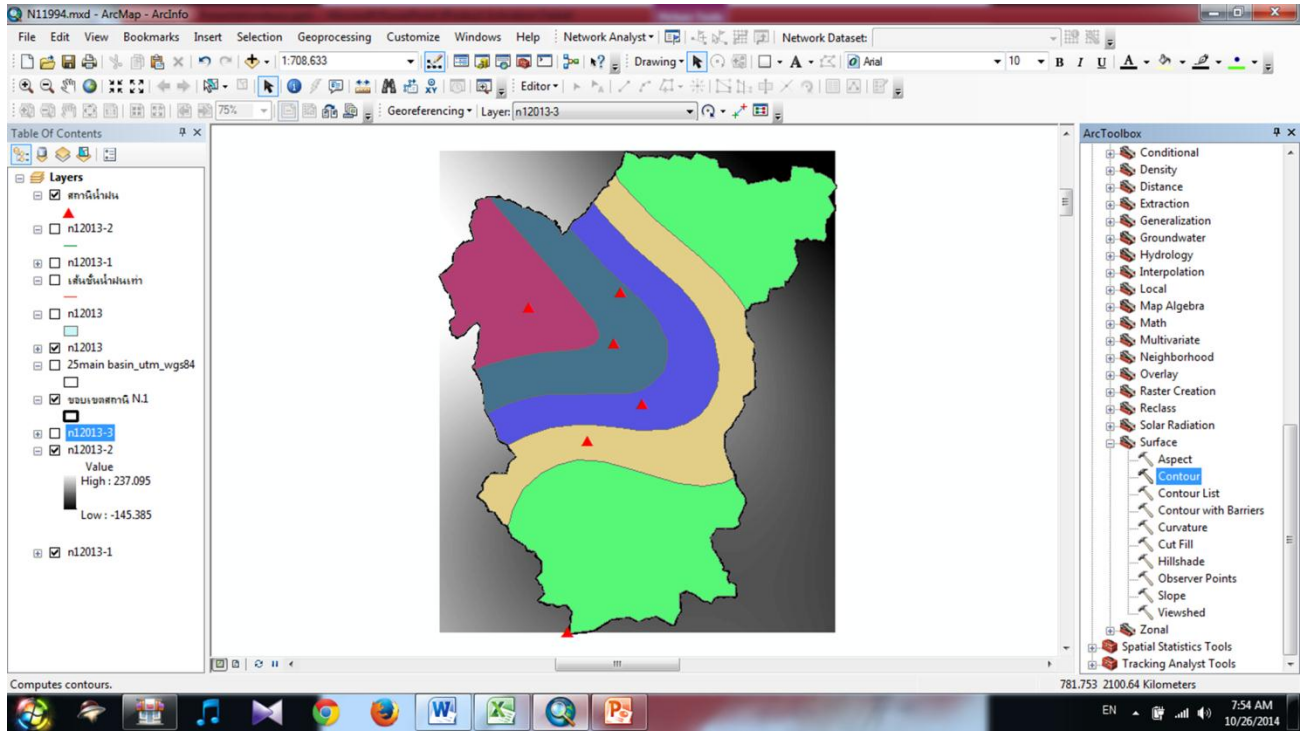 N11994.mxd - ArcMap - ArcInfo
File Edit View Bookmarks Insert Selection Geoprocessing Customize Windows Help Network Analyst Network Dataset:
1:708,633 Drawing A Arial 10 B I U A
Editor
75% Georeferencing Layer: n12013-3
Table Of Contents
Layers
สถานีน้ำฝน
n12013-2
n12013-1
เส้นชั้นน้ำฝนเท่า
n12013
n12013
25main basin_utm_wgs84
ขอบเขตสถานี N.1
n12013-3
n12013-2
Value
High : 237.095
Low : -145.385
n12013-1
ArcToolbox
Conditional
Density
Distance
Extraction
Generalization
Groundwater
Hydrology
Interpolation
Local
Map Algebra
Math
Multivariate
Neighborhood
Overlay
Raster Creation
Reclass
Solar Radiation
Surface
Aspect
Contour
Contour List
Contour with Barriers
Curvature
Cut Fill
Hillshade
Observer Points
Slope
Viewshed
Zonal
Spatial Statistics Tools
Tracking Analyst Tools
Computes contours.
781.753 2100.64 Kilometers
EN
7:54 AM
10/26/2014